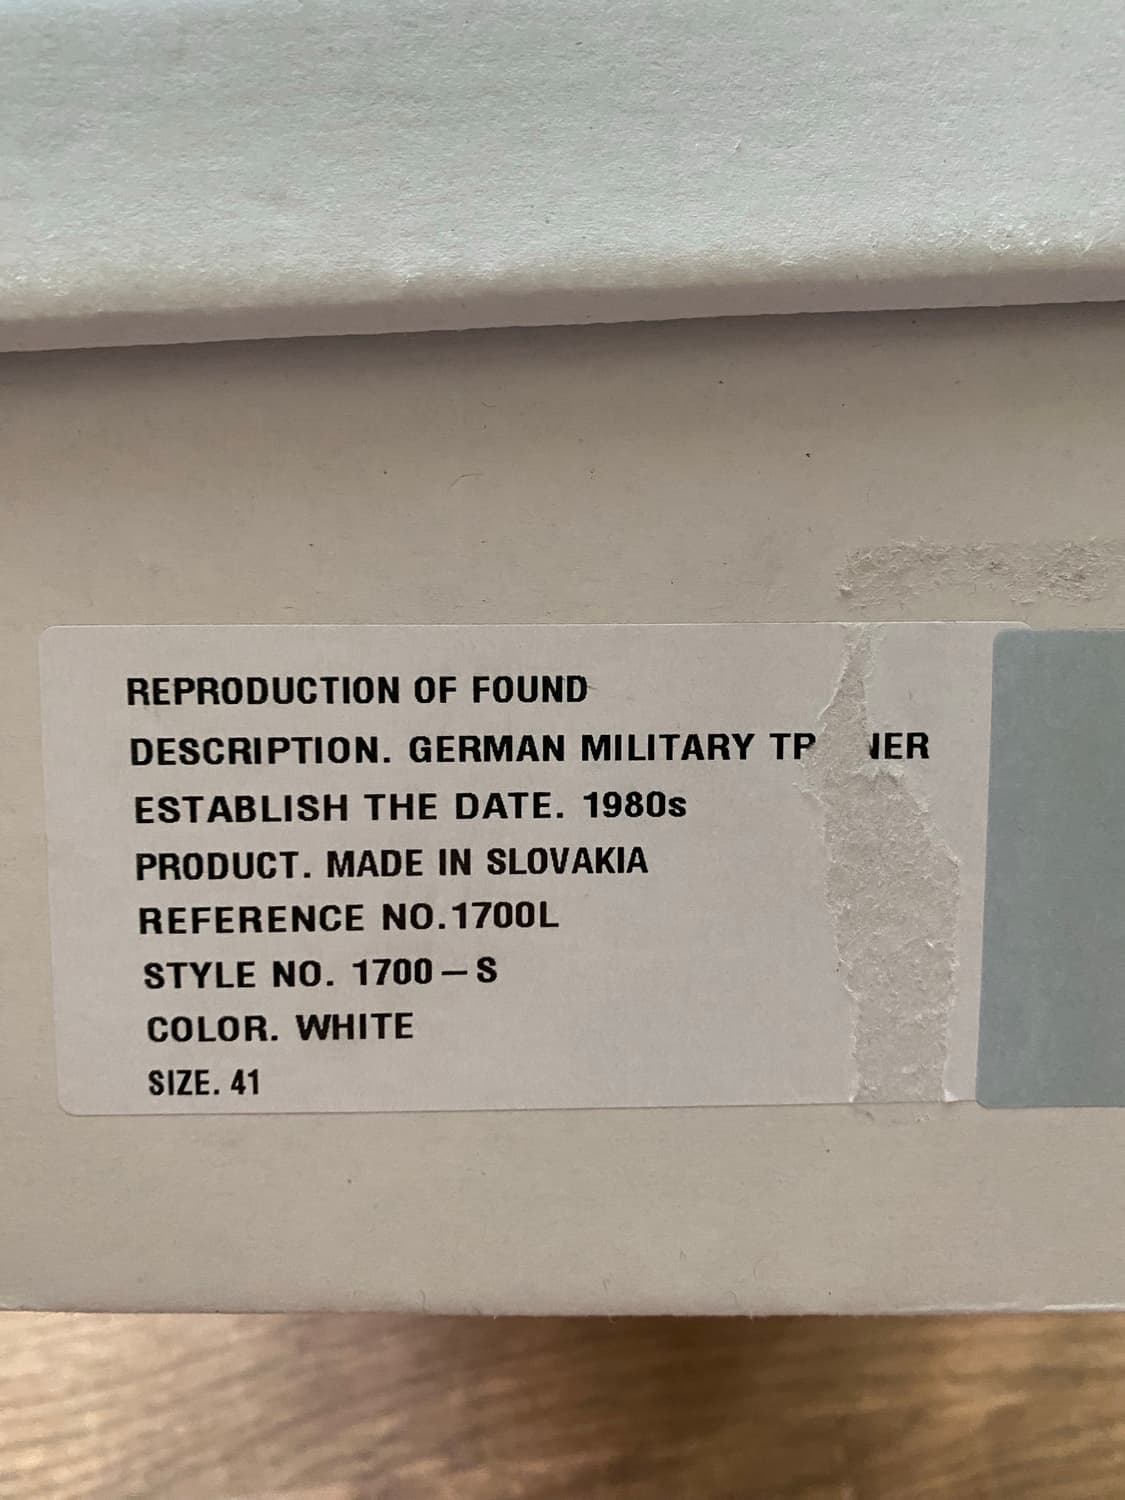 REPRODUCTION OF FOUND
DESCRIPTION. GERMAN MILITARY
ESTABLISH THE DATE. 1980s
PRODUCT. MADE IN SLOVAKIA
REFERENCE NO.1700L
STYLE NO. 1700 – S
COLOR. WHITE
SIZE. 41